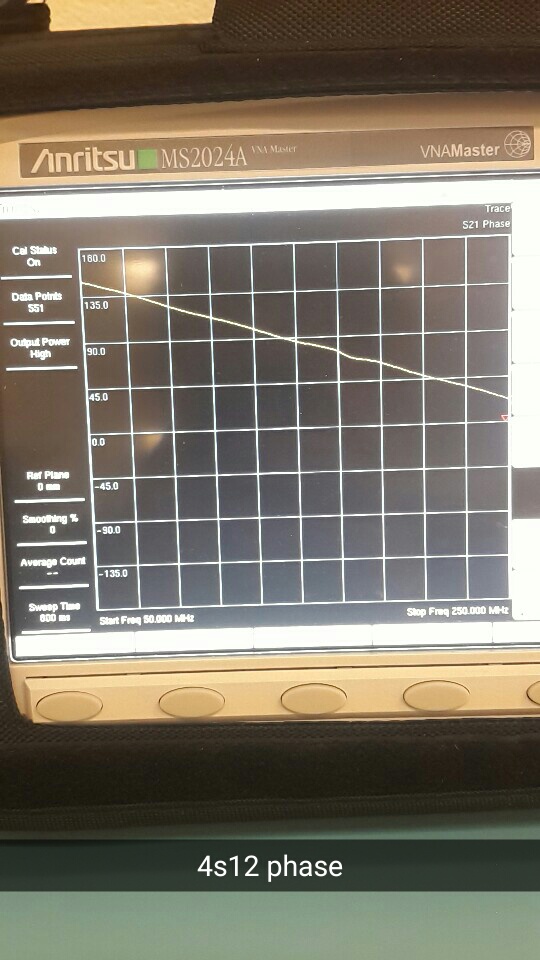 Anritsu MS2024A VNA Master
VNAMaster
Trace
S21 Phase
Cal Status
On
Data Points
551
Output Power
High
Ref Plane
0 mm
Smoothing %
0
Average Count
--
Sweep Time
600 ms
180.0
135.0
90.0
45.0
0.0
-45.0
-90.0
-135.0
Start Freq 50.000 MHz
Stop Freq 250.000 MHz
4s12 phase